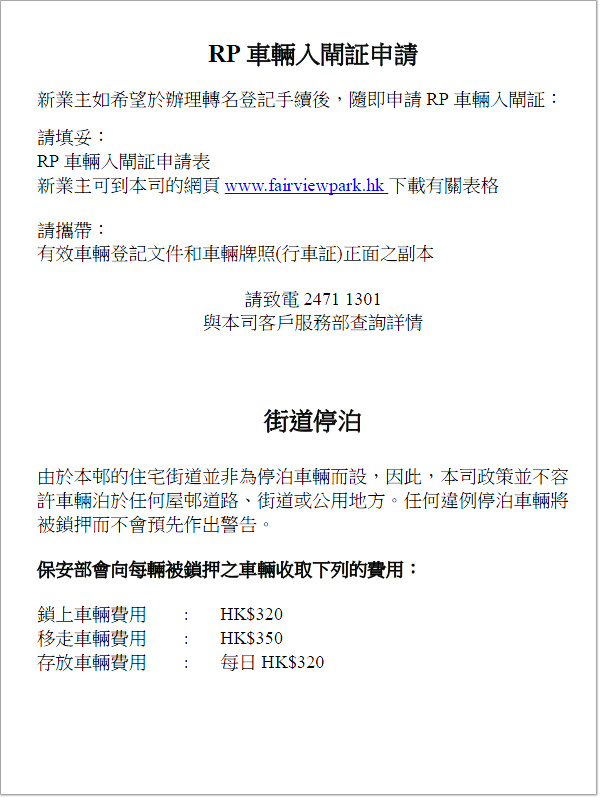 RP 車輛入閘証申請
新業主如希望於辦理轉名登記手續後，隨即申請 RP 車輛入閘証：
請填妥：
RP 車輛入閘証申請表
新業主可到本司的網頁 www.fairviewpark.hk 下載有關表格
請攜帶：
有效車輛登記文件和車輛牌照(行車証)正面之副本
請致電 2471 1301
與本司客戶服務部查詢詳情
街道停泊
由於本邨的住宅街道並非為停泊車輛而設，因此，本司政策並不容
許車輛泊於任何屋邨道路、街道或公用地方。任何違例停泊車輛將
被鎖押而不會預先作出警告。
保安部會向每輛被鎖押之車輛收取下列的費用：
鎖上車輛費用 : HK$320
移走車輛費用 : HK$350
存放車輛費用 : 每日 HK$320